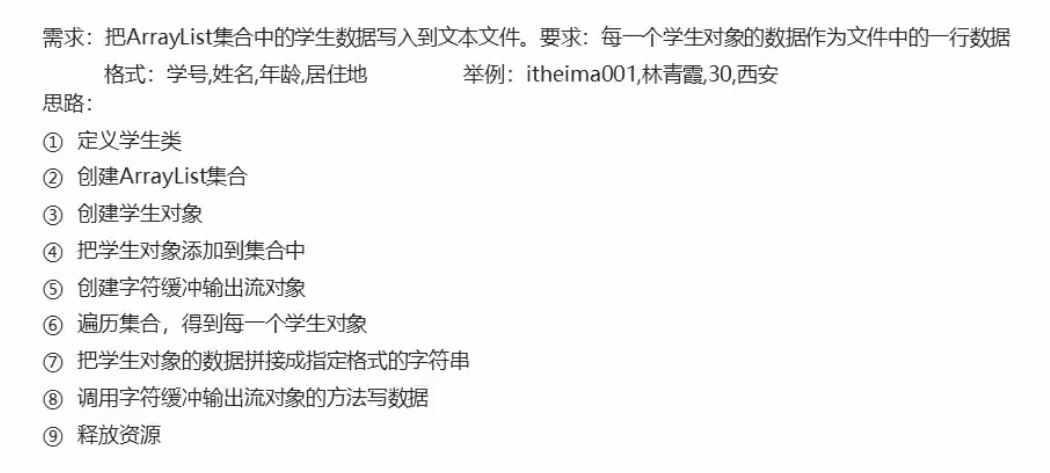 需求：把ArrayList集合中的学生数据写入到文本文件。要求：每一个学生对象的数据作为文件中的一行数据
格式：学号,姓名,年龄,居住地 举例：itheima001,林青霞,30,西安
思路：
① 定义学生类
② 创建ArrayList集合
③ 创建学生对象
④ 把学生对象添加到集合中
⑤ 创建字符缓冲输出流对象
⑥ 遍历集合，得到每一个学生对象
⑦ 把学生对象的数据拼接成指定格式的字符串
⑧ 调用字符缓冲输出流对象的方法写数据
⑨ 释放资源